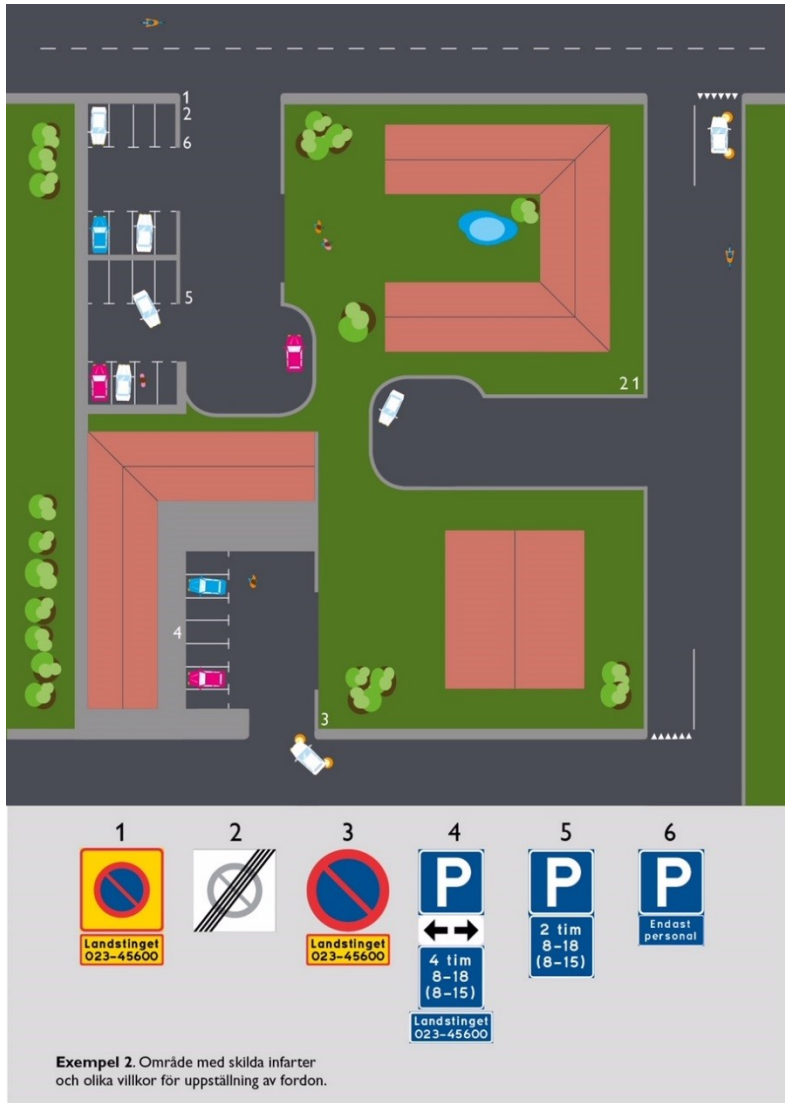 1
2
6
5
2 1
4
3
1 2 3 4 5 6
Landstinget
023-45600
Landstinget
023-45600
P
4 tim
8-18
(8-15)
Landstinget
023-45600
P
2 tim
8-18
(8-15)
P
Endast
personal
Exempel 2. Område med skilda infarter
och olika villkor för uppställning av fordon.